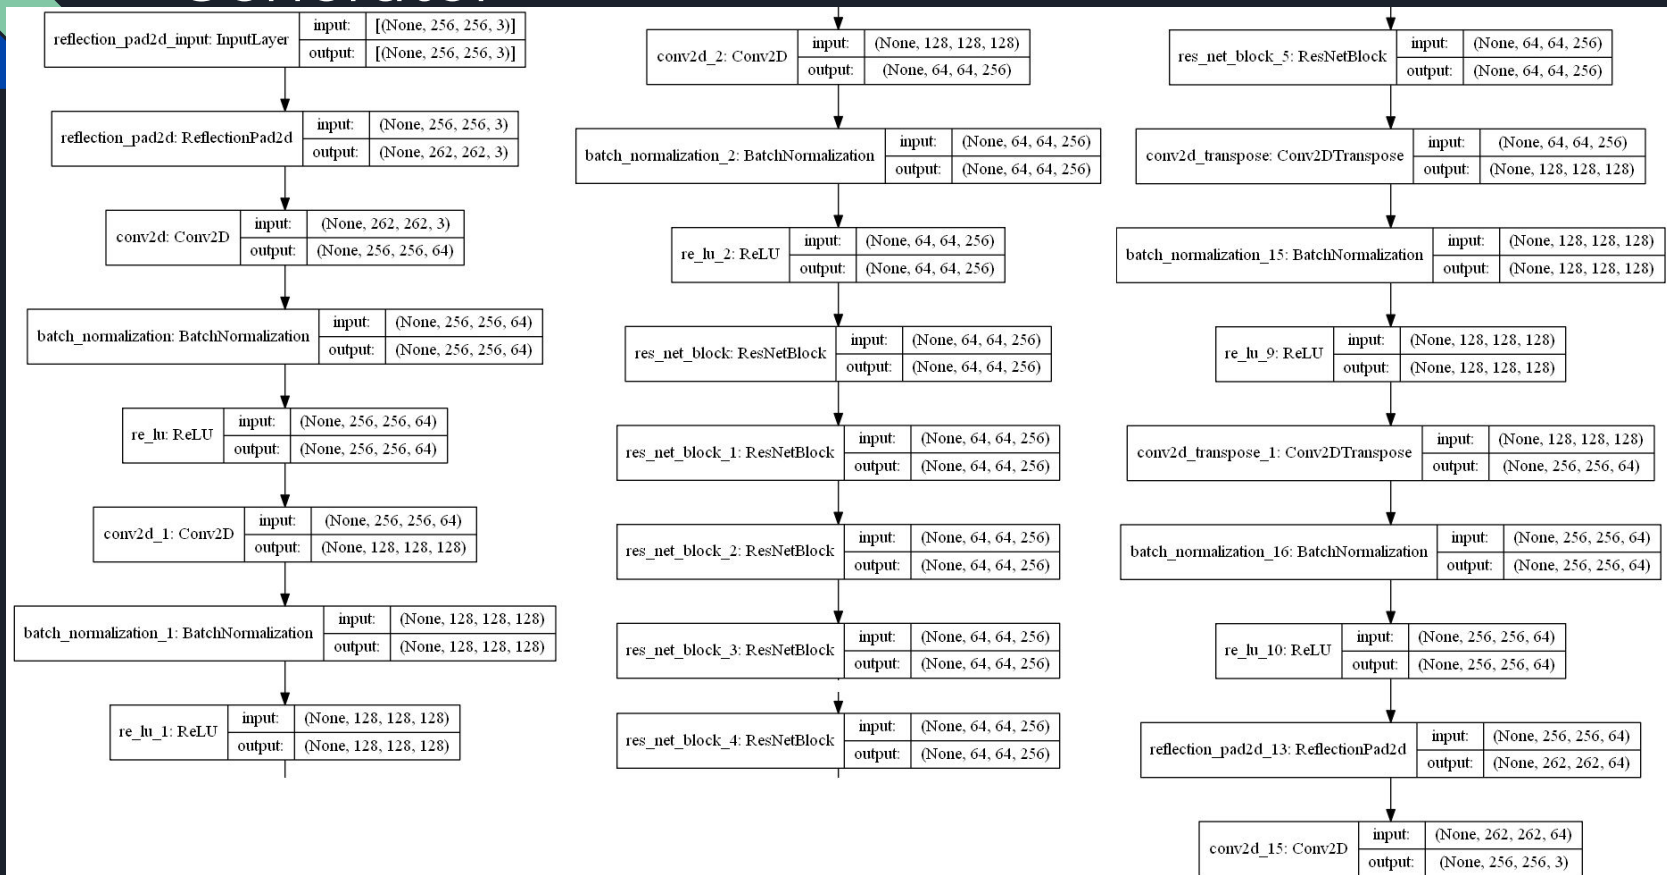 Generator
reflection_pad2d_input: InputLayer
input: [(None, 256, 256, 3)]
output: [(None, 256, 256, 3)]
reflection_pad2d: ReflectionPad2d
input: (None, 256, 256, 3)
output: (None, 262, 262, 3)
conv2d: Conv2D
input: (None, 262, 262, 3)
output: (None, 256, 256, 64)
batch_normalization: BatchNormalization
input: (None, 256, 256, 64)
output: (None, 256, 256, 64)
re_lu: ReLU
input: (None, 256, 256, 64)
output: (None, 256, 256, 64)
conv2d_1: Conv2D
input: (None, 256, 256, 64)
output: (None, 128, 128, 128)
batch_normalization_1: BatchNormalization
input: (None, 128, 128, 128)
output: (None, 128, 128, 128)
re_lu_1: ReLU
input: (None, 128, 128, 128)
output: (None, 128, 128, 128)
conv2d_2: Conv2D
input: (None, 128, 128, 128)
output: (None, 64, 64, 256)
batch_normalization_2: BatchNormalization
input: (None, 64, 64, 256)
output: (None, 64, 64, 256)
re_lu_2: ReLU
input: (None, 64, 64, 256)
output: (None, 64, 64, 256)
res_net_block: ResNetBlock
input: (None, 64, 64, 256)
output: (None, 64, 64, 256)
res_net_block_1: ResNetBlock
input: (None, 64, 64, 256)
output: (None, 64, 64, 256)
res_net_block_2: ResNetBlock
input: (None, 64, 64, 256)
output: (None, 64, 64, 256)
res_net_block_3: ResNetBlock
input: (None, 64, 64, 256)
output: (None, 64, 64, 256)
res_net_block_4: ResNetBlock
input: (None, 64, 64, 256)
output: (None, 64, 64, 256)
res_net_block_5: ResNetBlock
input: (None, 64, 64, 256)
output: (None, 64, 64, 256)
conv2d_transpose: Conv2DTranspose
input: (None, 64, 64, 256)
output: (None, 128, 128, 128)
batch_normalization_15: BatchNormalization
input: (None, 128, 128, 128)
output: (None, 128, 128, 128)
re_lu_9: ReLU
input: (None, 128, 128, 128)
output: (None, 128, 128, 128)
conv2d_transpose_1: Conv2DTranspose
input: (None, 128, 128, 128)
output: (None, 256, 256, 64)
batch_normalization_16: BatchNormalization
input: (None, 256, 256, 64)
output: (None, 256, 256, 64)
re_lu_10: ReLU
input: (None, 256, 256, 64)
output: (None, 256, 256, 64)
reflection_pad2d_13: ReflectionPad2d
input: (None, 256, 256, 64)
output: (None, 262, 262, 64)
conv2d_15: Conv2D
input: (None, 262, 262, 64)
output: (None, 256, 256, 3)